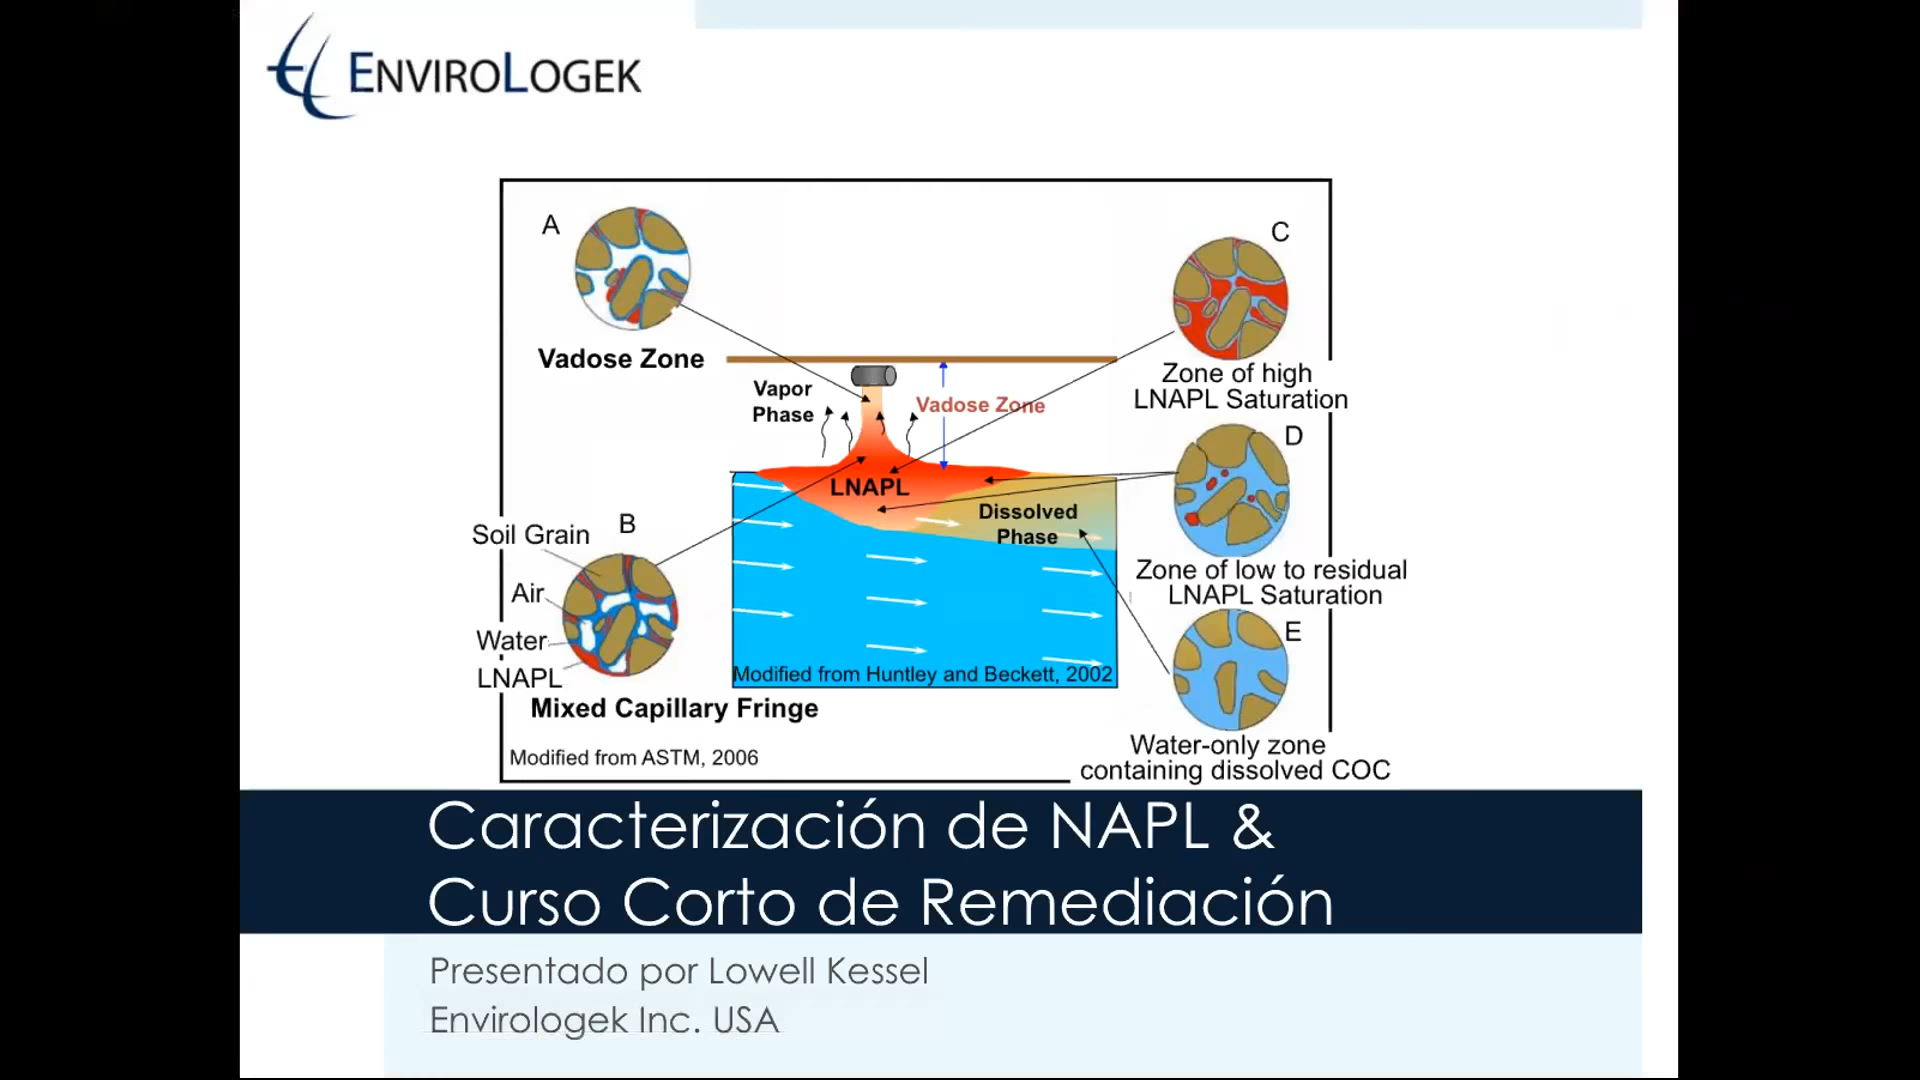 ENVIROLOGEK
A
Vadose Zone
Vapor
Phase
Vadose Zone
LNAPL
Dissolved
Phase
Modified from Huntley and Beckett, 2002
B
Soil Grain
Air
Water
LNAPL
Mixed Capillary Fringe
Modified from ASTM, 2006
C
Zone of high
LNAPL Saturation
D
Zone of low to residual
LNAPL Saturation
E
Water-only zone
containing dissolved COC
Caracterización de NAPL &
Curso Corto de Remediación
Presentado por Lowell Kessel
Envirologek Inc. USA